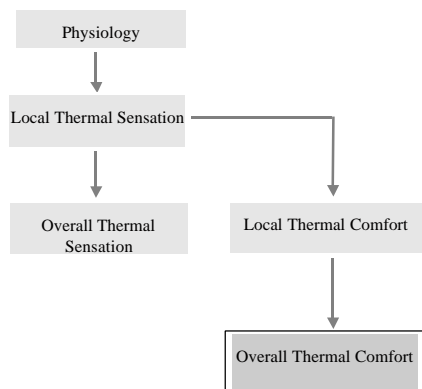 Physiology
Local Thermal Sensation
Overall Thermal
Sensation
Local Thermal Comfort
Overall Thermal Comfort